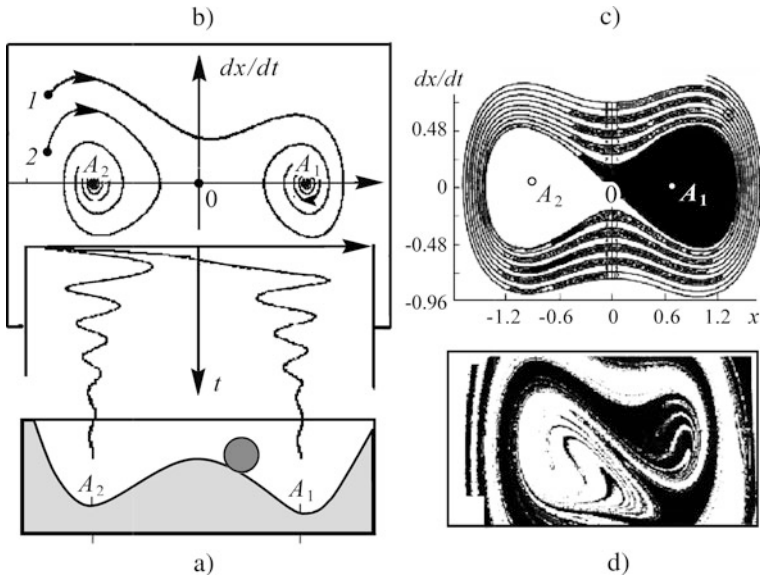 b)
dx/dt
1
2
A2
A1
0
t
A2
A1
a)
c)
dx/dt
0.48
0
-0.48
-0.96
A2
0
A1
-1.2 -0.6 0 0.6 1.2 x
d)